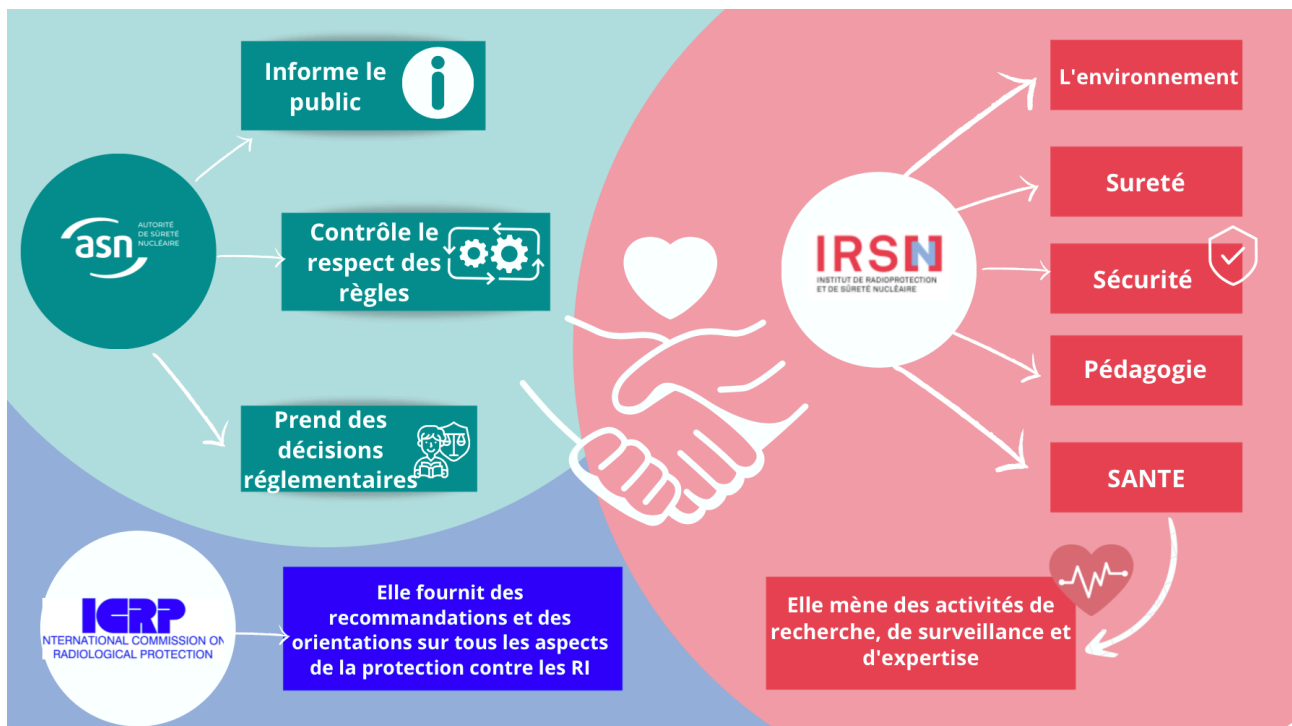 Informe le
public
asn
AUTORITÉ
DE SÛRETÉ
NUCLÉAIRE
Contrôle le
respect des
règles
Prend des
décisions
réglementaires
ICRP
NTERNATIONAL COMMISSION ON
RADIOLOGICAL PROTECTION
Elle fournit des
recommandations et des
orientations sur tous les aspects
de la protection contre les RI
IRSN
INSTITUT DE RADIOPROTECTION
ET DE SÛRETÉ NUCLÉAIRE
L'environnement
Sureté
Sécurité
Pédagogie
SANTE
Elle mène des activités de
recherche, de surveillance et
d'expertise